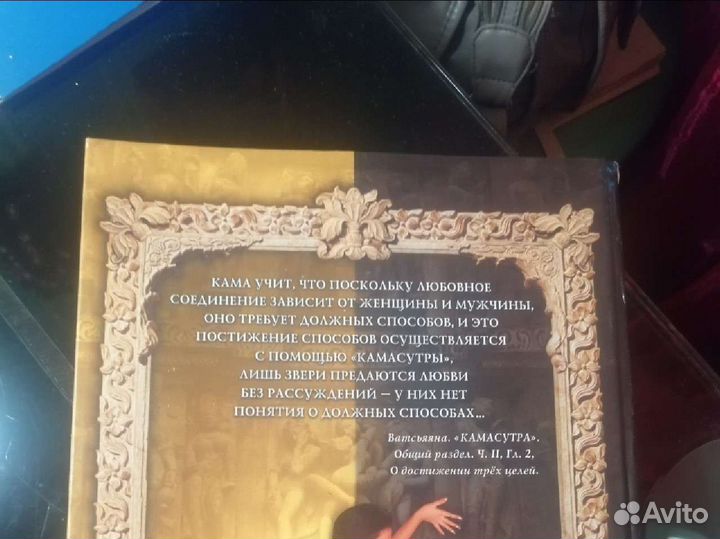 КАМА УЧИТ, ЧТО ПОСКОЛЬКУ ЛЮБОВНОЕ
СОЕДИНЕНИЕ ЗАВИСИТ ОТ ЖЕНЩИНЫ И МУЖЧИНЫ,
ОНО ТРЕБУЕТ ДОЛЖНЫХ СПОСОБОВ, И ЭТО
ПОСТИЖЕНИЕ СПОСОБОВ ОСУЩЕСТВЛЯЕТСЯ
С ПОМОЩЬЮ «КАМАСУТРЫ»,
ЛИШЬ ЗВЕРИ ПРЕДАЮТСЯ ЛЮБВИ
БЕЗ РАССУЖДЕНИЙ – У НИХ НЕТ
ПОНЯТИЯ О ДОЛЖНЫХ СПОСОБАХ...
Ватсьяяна. «КАМАСУТРА».
Общий раздел. Ч. II, Гл. 2,
О достижении трёх целей.
Avito